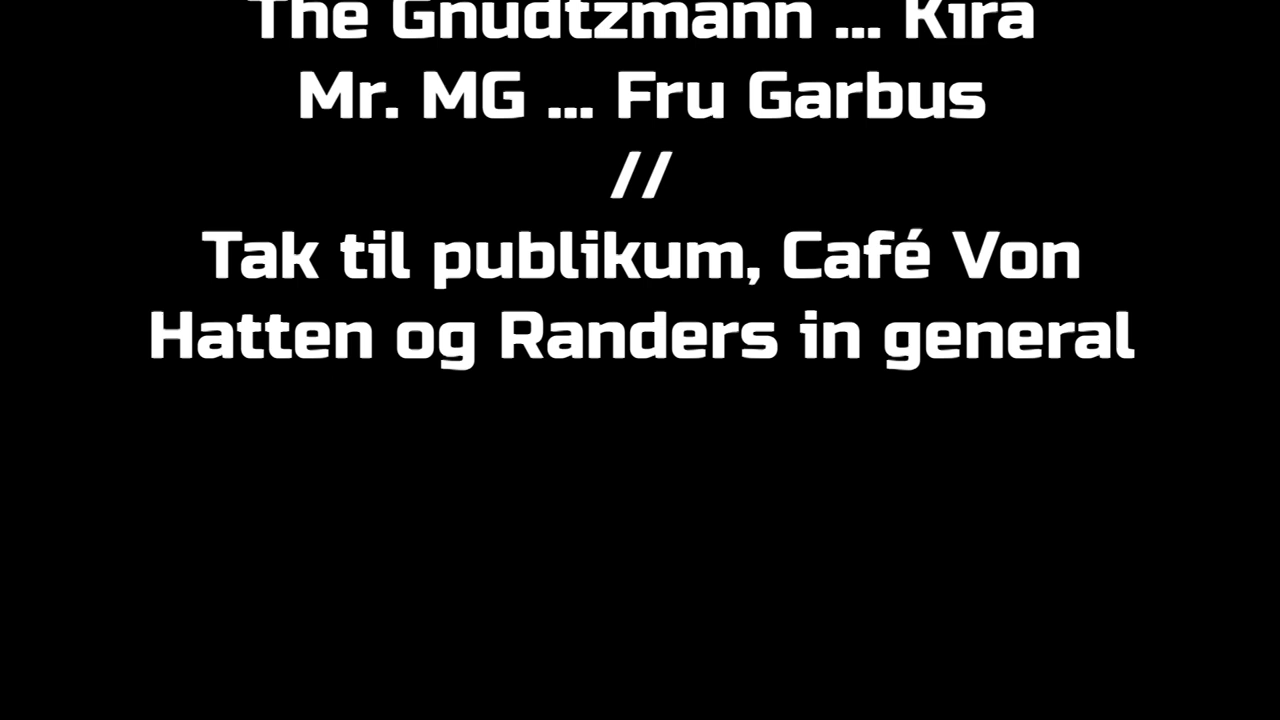 The Gnudtzmann ... Kira
Mr. MG ... Fru Garbus
//
Tak til publikum, Café Von
Hatten og Randers in general